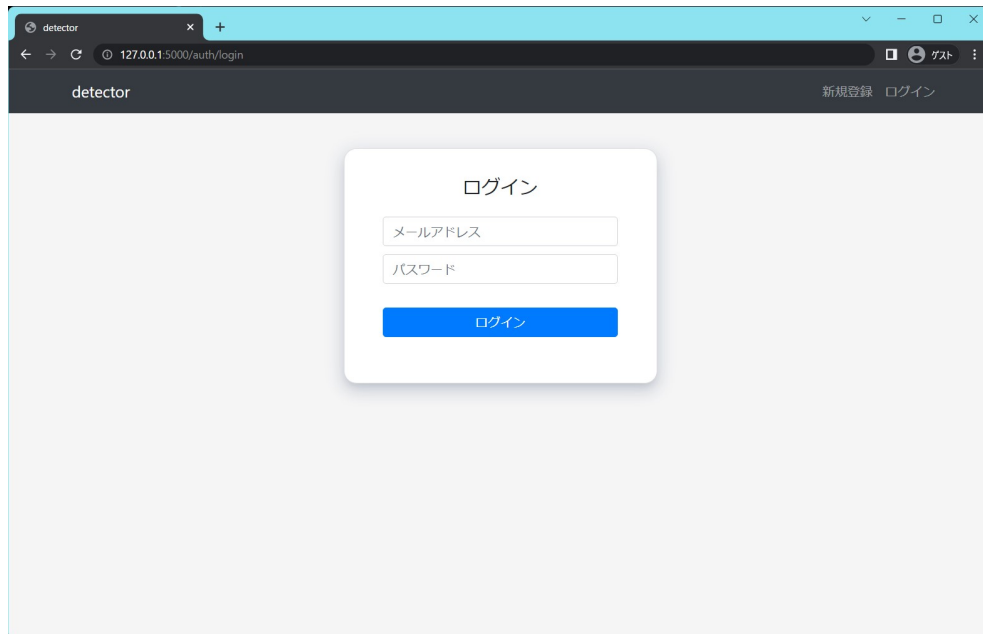 detector
127.0.0.1:5000/auth/login
ゲスト
detector
新規登録 ログイン
ログイン
メールアドレス
パスワード
ログイン